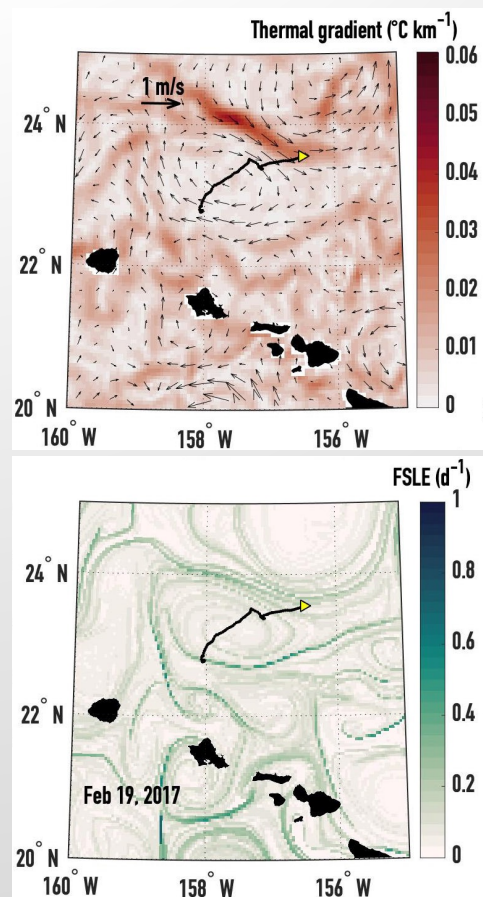 Thermal gradient (°C km⁻¹)
1 m/s
0.06
0.05
0.04
0.03
0.02
0.01
0
24° N
22° N
20° N
160° W
158° W
156° W
FSLE (d⁻¹)
1
0.8
0.6
0.4
0.2
0
24° N
22° N
20° N
Feb 19, 2017
160° W
158° W
156° W